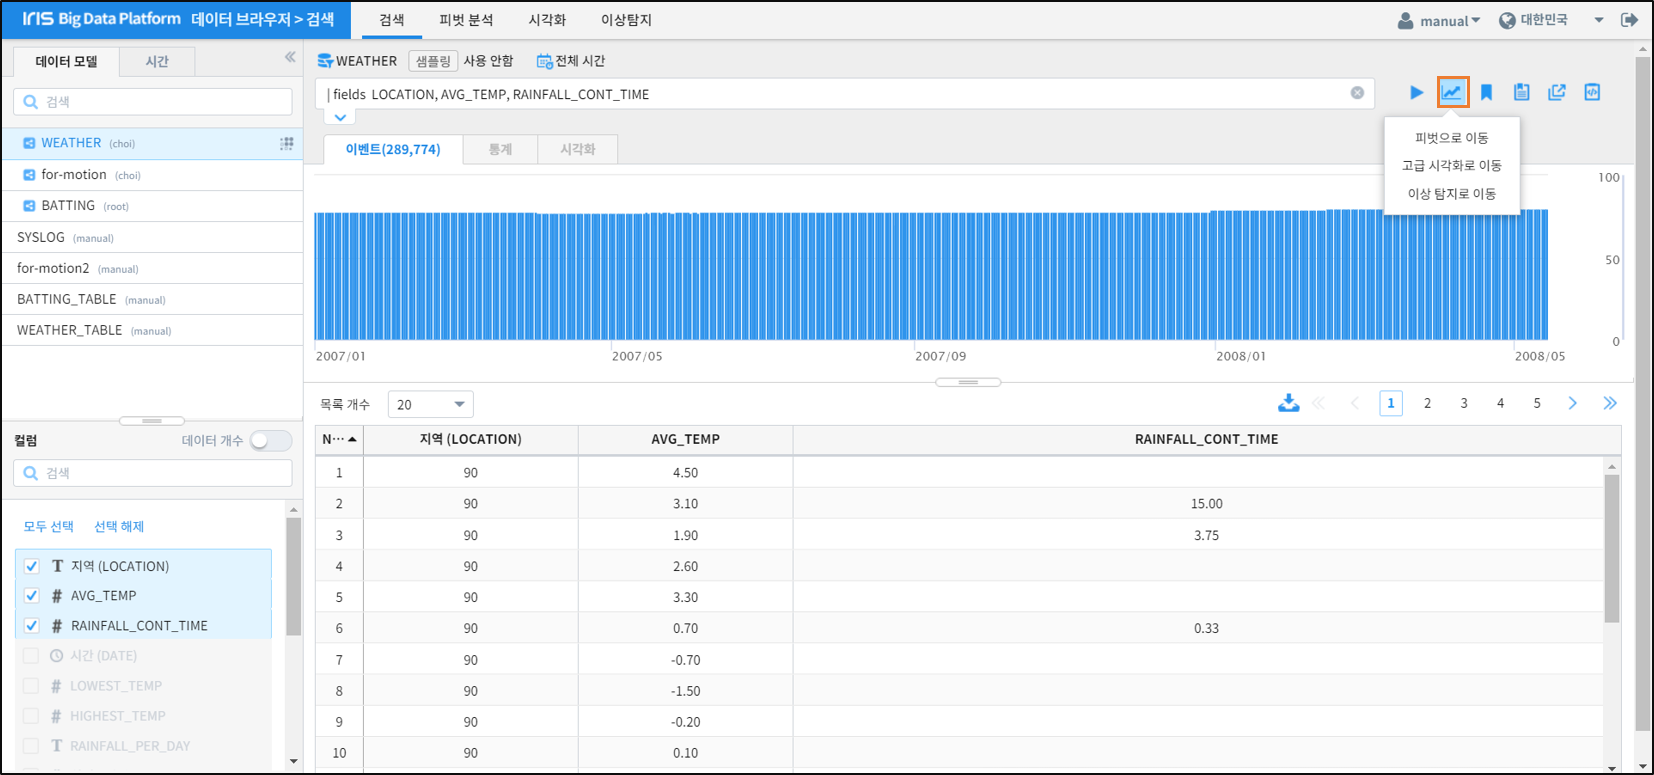 IRIS Big Data Platform 데이터 브라우저 > 검색
검색 피벗 분석 시각화 이상탐지
manual 대한민국
데이터 모델 시간
검색
WEATHER (choi)
for-motion (choi)
BATTING (root)
SYSLOG (manual)
for-motion2 (manual)
BATTING_TABLE (manual)
WEATHER_TABLE (manual)
컬럼 데이터 개수
검색
모두 선택 선택 해제
T 지역 (LOCATION)
# AVG_TEMP
# RAINFALL_CONT_TIME
시간 (DATE)
# LOWEST_TEMP
# HIGHEST_TEMP
T RAINFALL_PER_DAY
WEATHER 샘플링 사용 안함 전체 시간
| fields LOCATION, AVG_TEMP, RAINFALL_CONT_TIME
피벗으로 이동
고급 시각화로 이동
이상 탐지로 이동
이벤트(289,774) 통계 시각화
100
50
0
2007/01 2007/05 2007/09 2008/01 2008/05
목록 개수 20
1 2 3 4 5
N··· 지역 (LOCATION) AVG_TEMP RAINFALL_CONT_TIME
1 90 4.50
2 90 3.10 15.00
3 90 1.90 3.75
4 90 2.60
5 90 3.30
6 90 0.70 0.33
7 90 -0.70
8 90 -1.50
9 90 -0.20
10 90 0.10